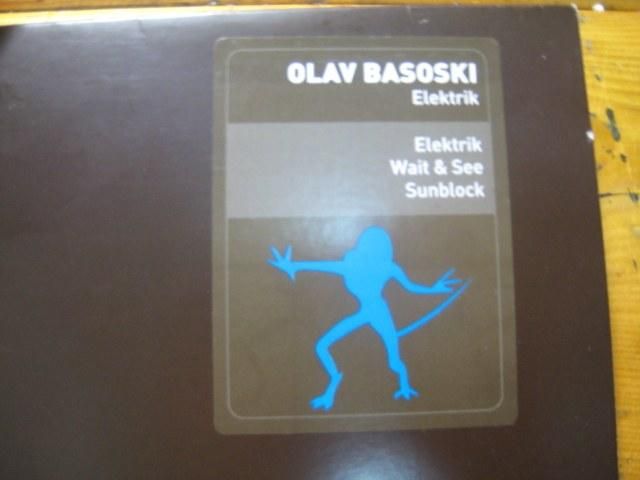 OLAV BASOSKI
Elektrik
Elektrik
Wait & See
Sunblock